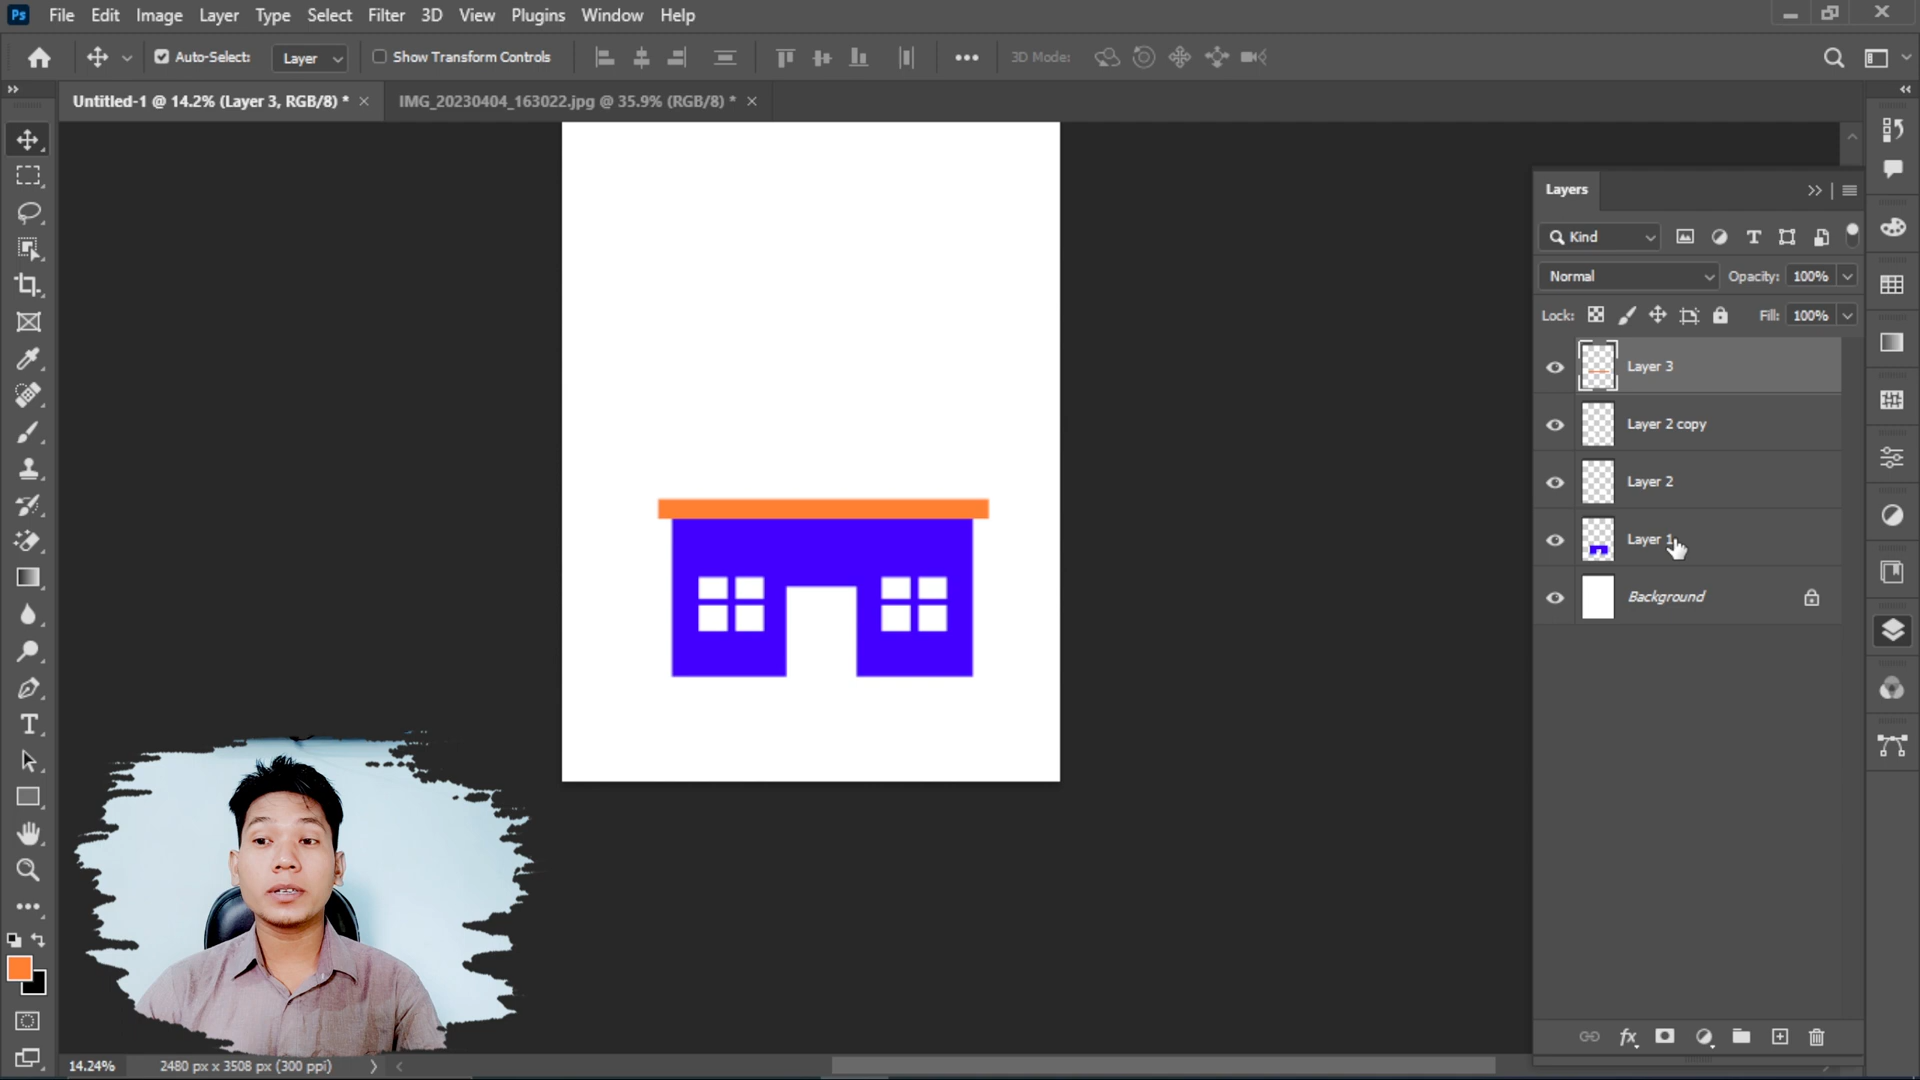 Ps File Edit Image Layer Type Select Filter 3D View Plugins Window Help
Auto-Select: Layer Show Transform Controls 3D Mode:
Untitled-1 @ 14.2% (Layer 3, RGB/8) * IMG_20230404_163022.jpg @ 35.9% (RGB/8) *
Layers
Kind
Normal Opacity: 100%
Lock: Fill: 100%
Layer 3
Layer 2 copy
Layer 2
Layer 1
Background
14.24% 2480 px x 3508 px (300 ppi)